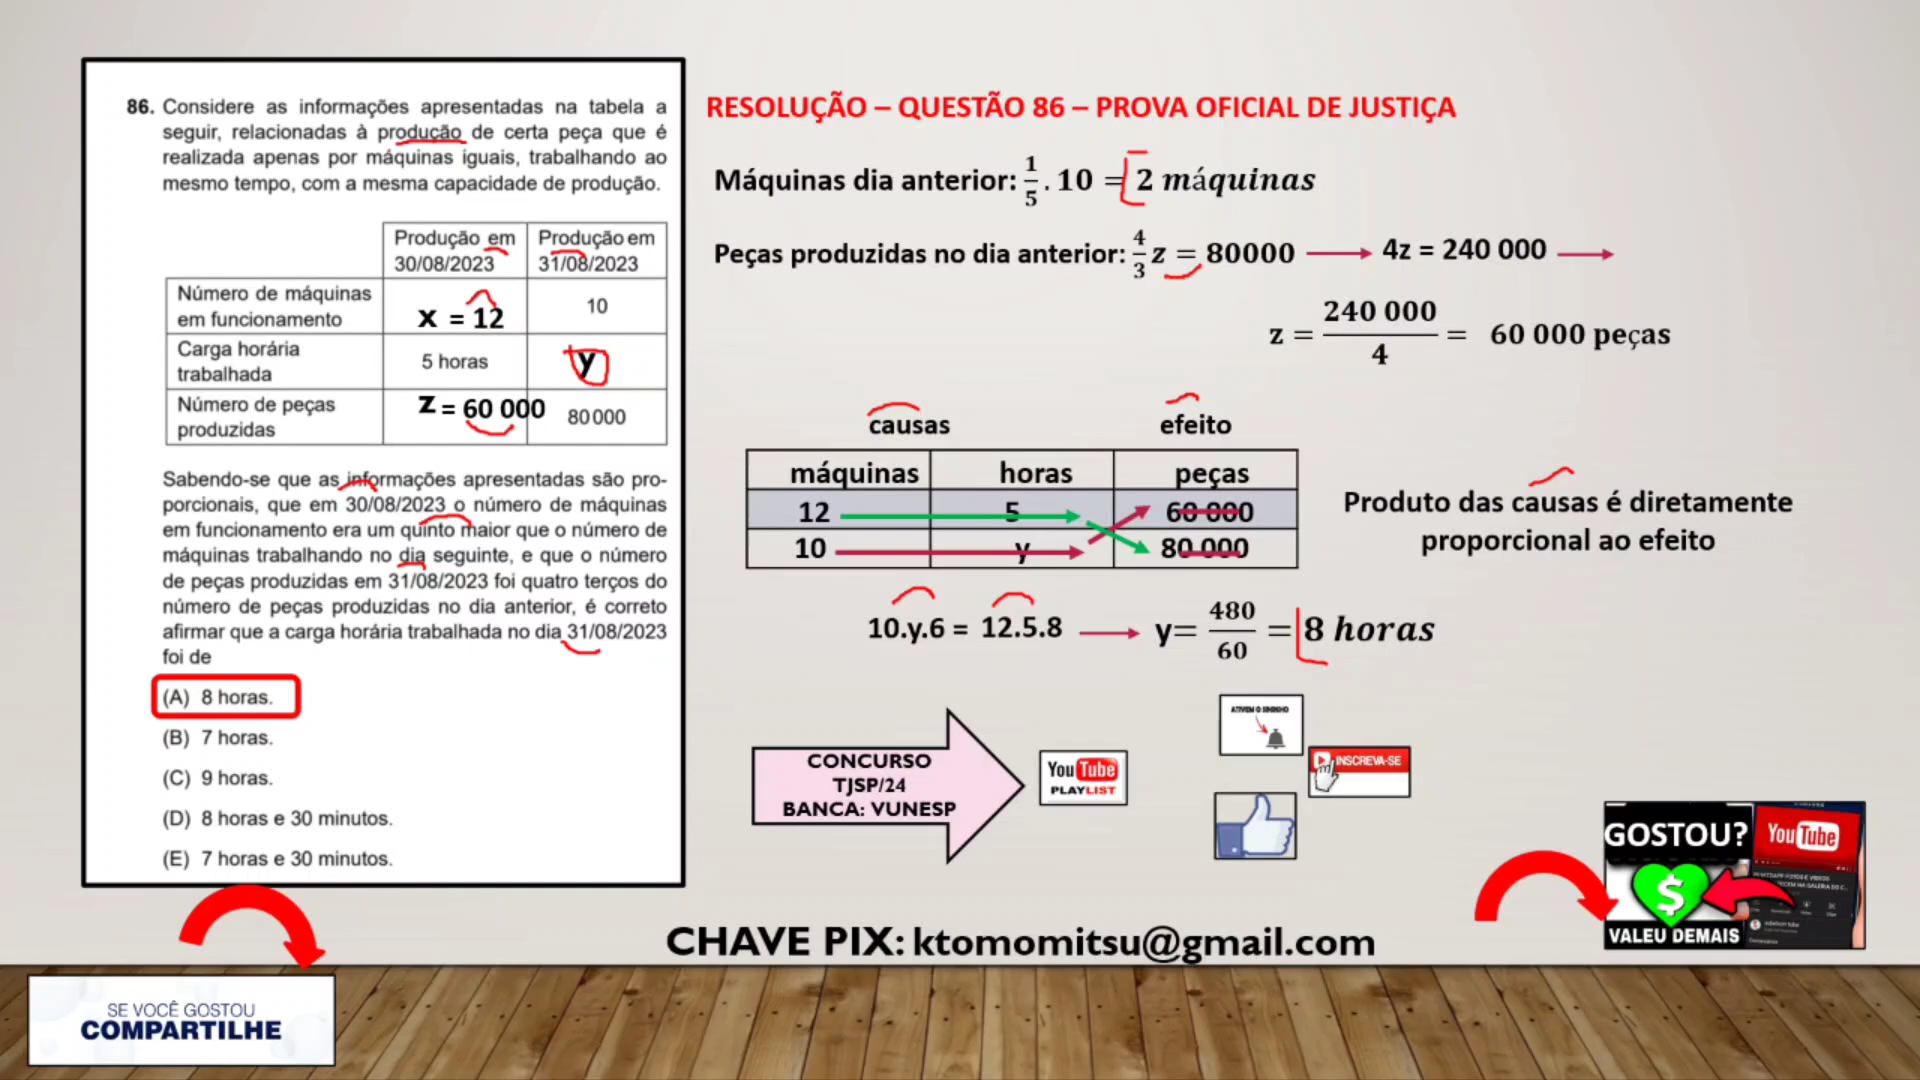 86. Considere as informações apresentadas na tabela a
seguir, relacionadas à produção de certa peça que é
realizada apenas por máquinas iguais, trabalhando ao
mesmo tempo, com a mesma capacidade de produção.
Produção em
30/08/2023
Produção em
31/08/2023
Número de máquinas
em funcionamento
x = 12
10
Carga horária
trabalhada
5 horas
y
Número de peças
produzidas
z = 60 000
80 000
Sabendo-se que as informações apresentadas são pro-
porcionais, que em 30/08/2023 o número de máquinas
em funcionamento era um quinto maior que o número de
máquinas trabalhando no dia seguinte, e que o número
de peças produzidas em 31/08/2023 foi quatro terços do
número de peças produzidas no dia anterior, é correto
afirmar que a carga horária trabalhada no dia 31/08/2023
foi de
(A) 8 horas.
(B) 7 horas.
(C) 9 horas.
(D) 8 horas e 30 minutos.
(E) 7 horas e 30 minutos.
RESOLUÇÃO – QUESTÃO 86 – PROVA OFICIAL DE JUSTIÇA
Máquinas dia anterior: 1/5 . 10 = 2 máquinas
Peças produzidas no dia anterior: 4/3 z = 80000 → 4z = 240 000 →
z = 240 000/4 = 60 000 peças
causas efeito
máquinas horas peças
12 5 60 000
10 y 80 000
Produto das causas é diretamente
proporcional ao efeito
10.y.6 = 12.5.8 → y= 480/60 = 8 horas
CONCURSO
TJSP/24
BANCA: VUNESP
YouTube
PLAYLIST
ATIVEM O SININHO
INSCREVA-SE
GOSTOU?
YouTube
VALEU DEMAIS
CHAVE PIX: ktomomitsu@gmail.com
SE VOCÊ GOSTOU
COMPARTILHE